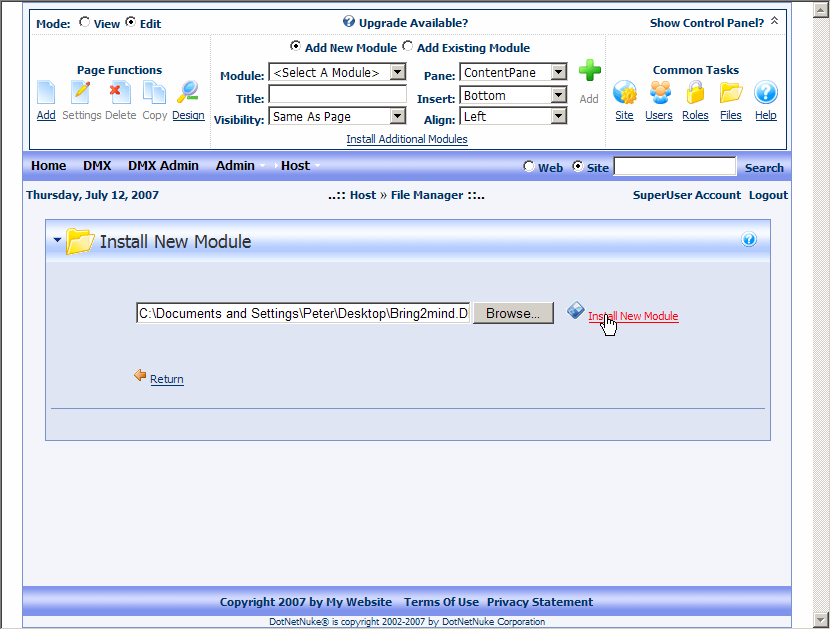 Mode: View Edit Upgrade Available? Show Control Panel?
Add New Module Add Existing Module
Page Functions
Add Settings Delete Copy Design
Module: <Select A Module> Pane: ContentPane
Title: Insert: Bottom
Visibility: Same As Page Align: Left
Add
Install Additional Modules
Common Tasks
Site Users Roles Files Help
Home DMX DMX Admin Admin Host Web Site Search
Thursday, July 12, 2007 ..:: Host » File Manager ::.. SuperUser Account Logout
Install New Module
C:\Documents and Settings\Peter\Desktop\Bring2mind.D Browse... Install New Module
Return
Copyright 2007 by My Website Terms Of Use Privacy Statement
DotNetNuke® is copyright 2002-2007 by DotNetNuke Corporation